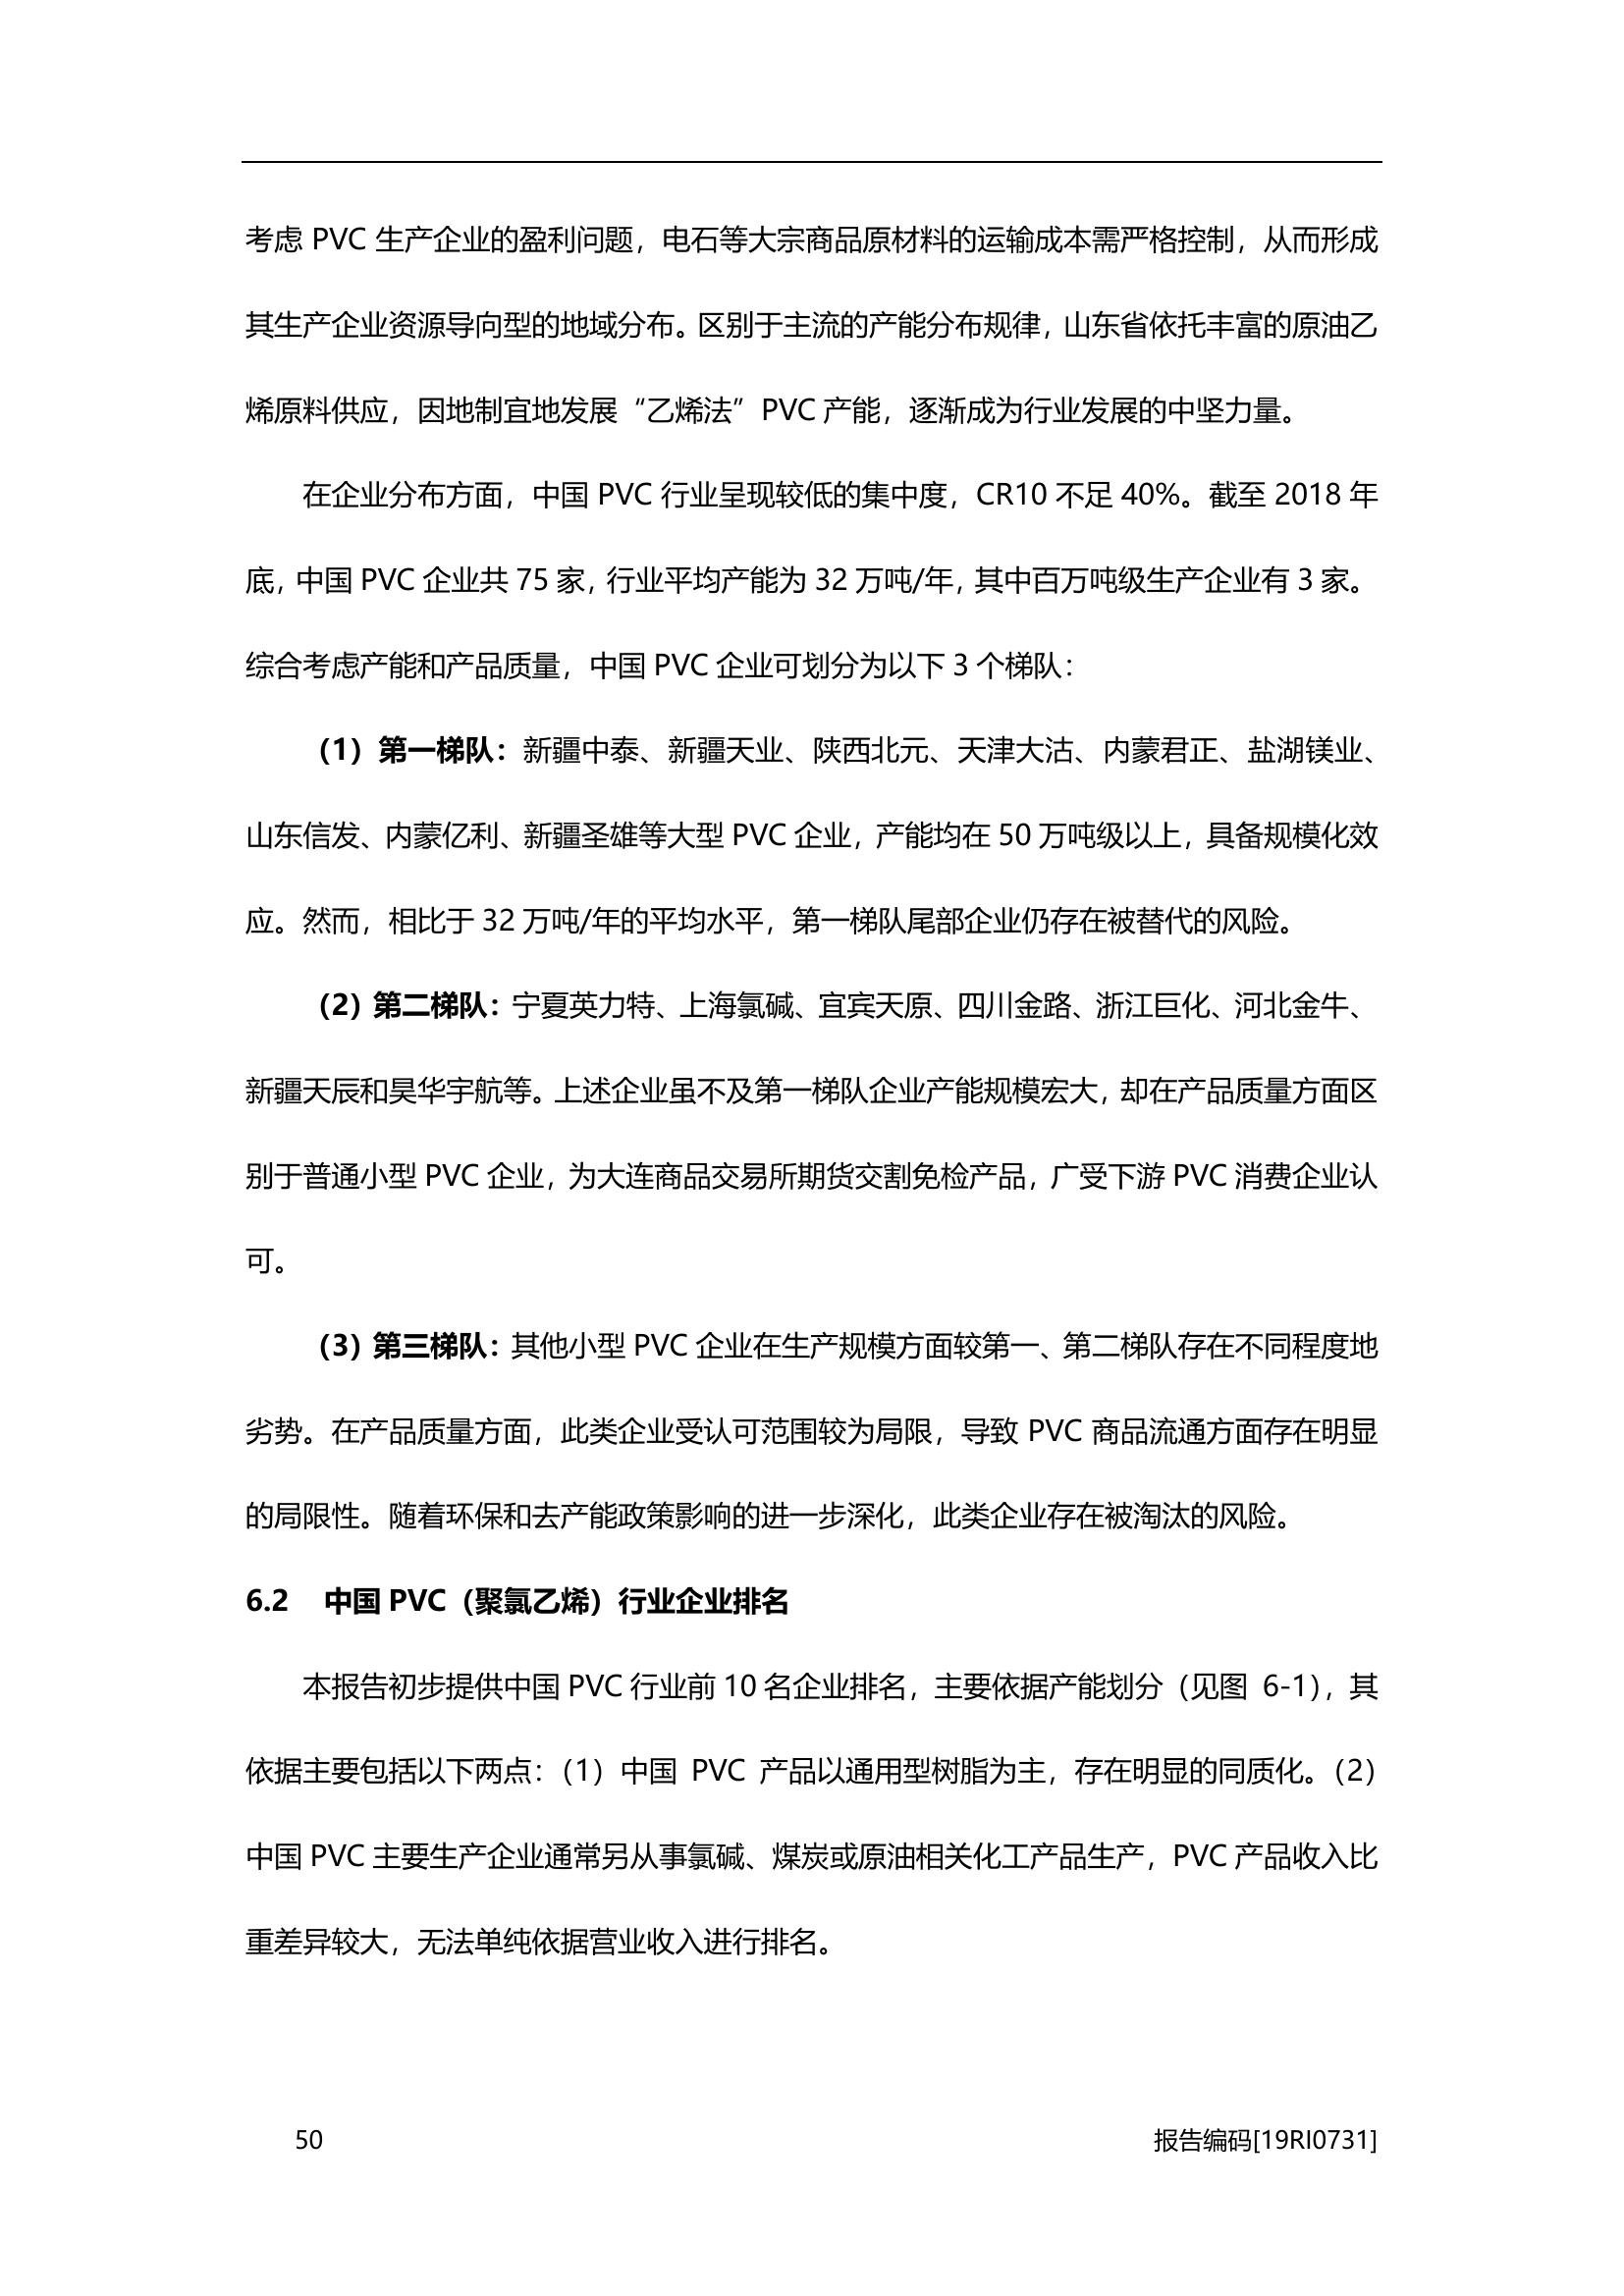 考虑 PVC 生产企业的盈利问题，电石等大宗商品原材料的运输成本需严格控制，从而形成
其生产企业资源导向型的地域分布。区别于主流的产能分布规律，山东省依托丰富的原油乙
烯原料供应，因地制宜地发展“乙烯法”PVC 产能，逐渐成为行业发展的中坚力量。
在企业分布方面，中国 PVC 行业呈现较低的集中度，CR10 不足 40%。截至 2018 年
底，中国 PVC 企业共 75 家，行业平均产能为 32 万吨/年，其中百万吨级生产企业有 3 家。
综合考虑产能和产品质量，中国 PVC 企业可划分为以下 3 个梯队：
（1）第一梯队：新疆中泰、新疆天业、陕西北元、天津大沽、内蒙君正、盐湖镁业、
山东信发、内蒙亿利、新疆圣雄等大型 PVC 企业，产能均在 50 万吨级以上，具备规模化效
应。然而，相比于 32 万吨/年的平均水平，第一梯队尾部企业仍存在被替代的风险。
（2）第二梯队：宁夏英力特、上海氯碱、宜宾天原、四川金路、浙江巨化、河北金牛、
新疆天辰和昊华宇航等。上述企业虽不及第一梯队企业产能规模宏大，却在产品质量方面区
别于普通小型 PVC 企业，为大连商品交易所期货交割免检产品，广受下游 PVC 消费企业认
可。
（3）第三梯队：其他小型 PVC 企业在生产规模方面较第一、第二梯队存在不同程度地
劣势。在产品质量方面，此类企业受认可范围较为局限，导致 PVC 商品流通方面存在明显
的局限性。随着环保和去产能政策影响的进一步深化，此类企业存在被淘汰的风险。
6.2 中国 PVC（聚氯乙烯）行业企业排名
本报告初步提供中国 PVC 行业前 10 名企业排名，主要依据产能划分（见图 6-1），其
依据主要包括以下两点：（1）中国 PVC 产品以通用型树脂为主，存在明显的同质化。（2）
中国 PVC 主要生产企业通常另从事氯碱、煤炭或原油相关化工产品生产，PVC 产品收入比
重差异较大，无法单纯依据营业收入进行排名。
50 报告编码[19RI0731]